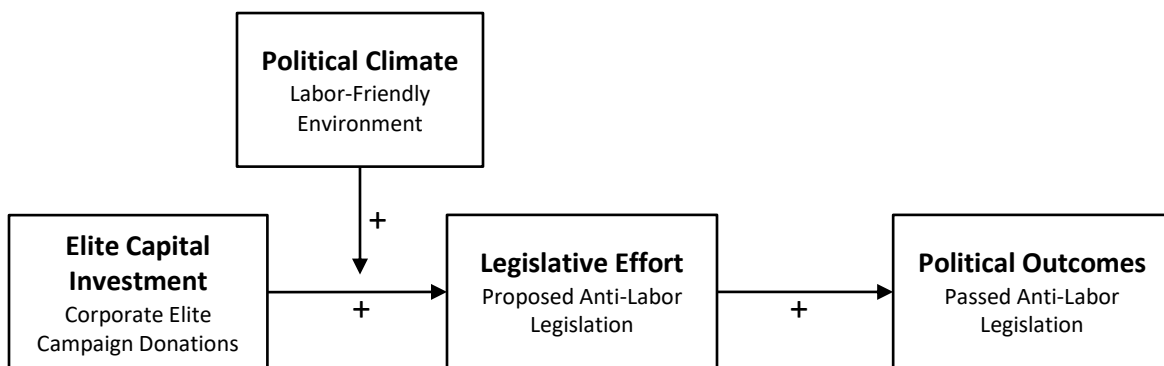 Political Climate
Labor-Friendly
Environment
+
Elite Capital
Investment
Corporate Elite
Campaign Donations
+
Legislative Effort
Proposed Anti-Labor
Legislation
+
Political Outcomes
Passed Anti-Labor
Legislation